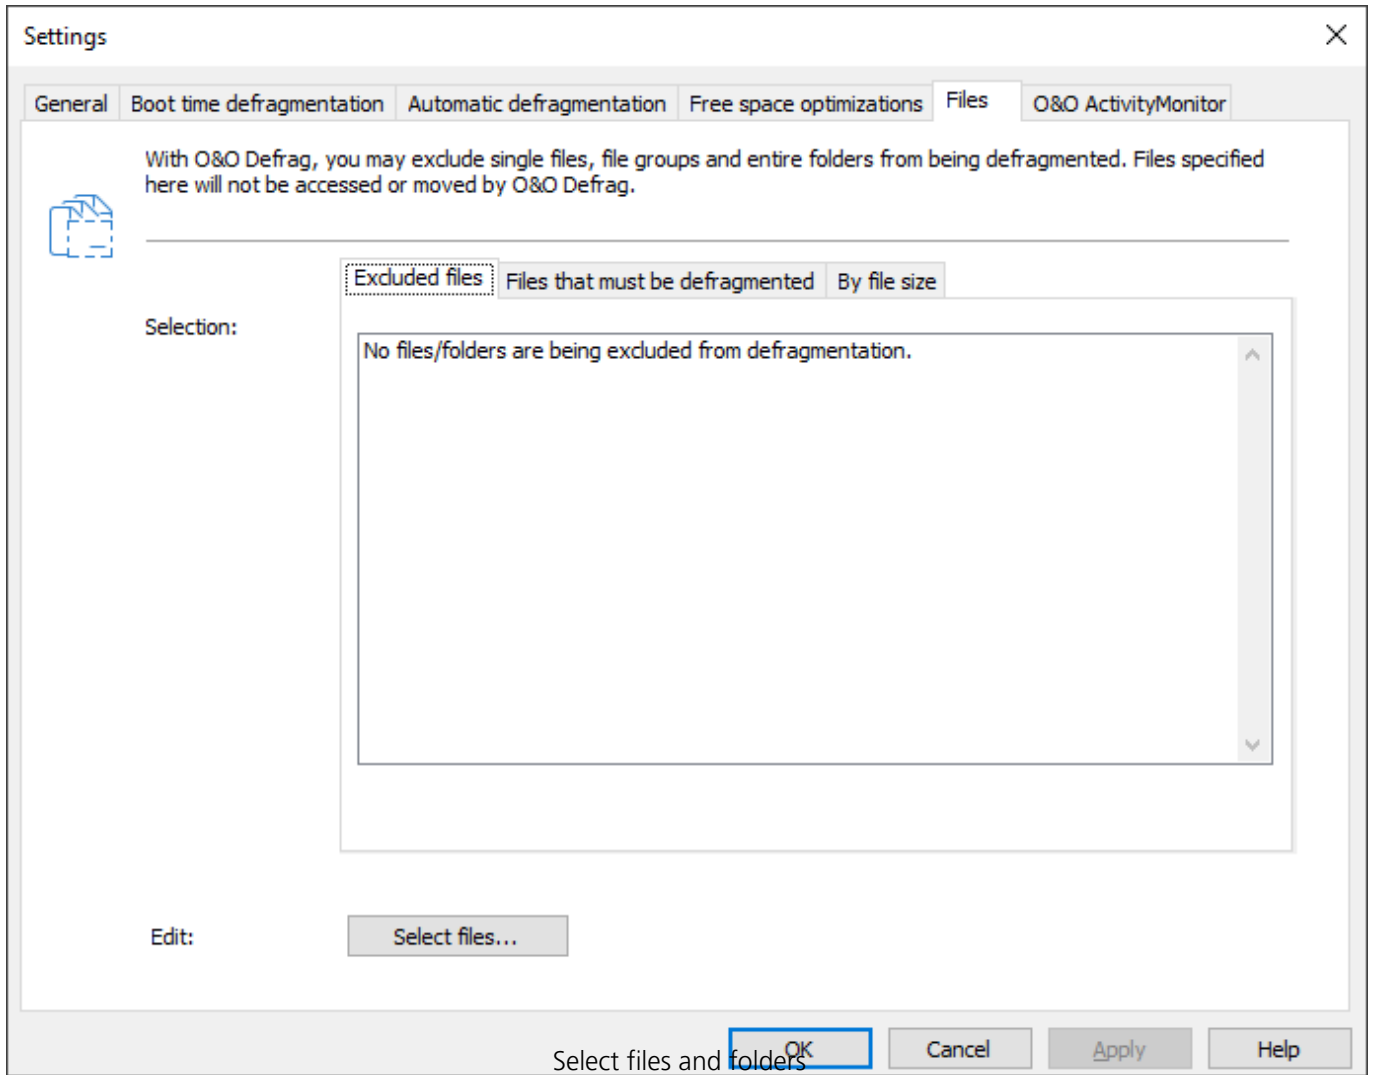 Settings
General Boot time defragmentation Automatic defragmentation Free space optimizations Files O&O ActivityMonitor
With O&O Defrag, you may exclude single files, file groups and entire folders from being defragmented. Files specified
here will not be accessed or moved by O&O Defrag.
Excluded files Files that must be defragmented By file size
Selection:
No files/folders are being excluded from defragmentation.
Edit: Select files...
OK Cancel Apply Help
Select files and folders